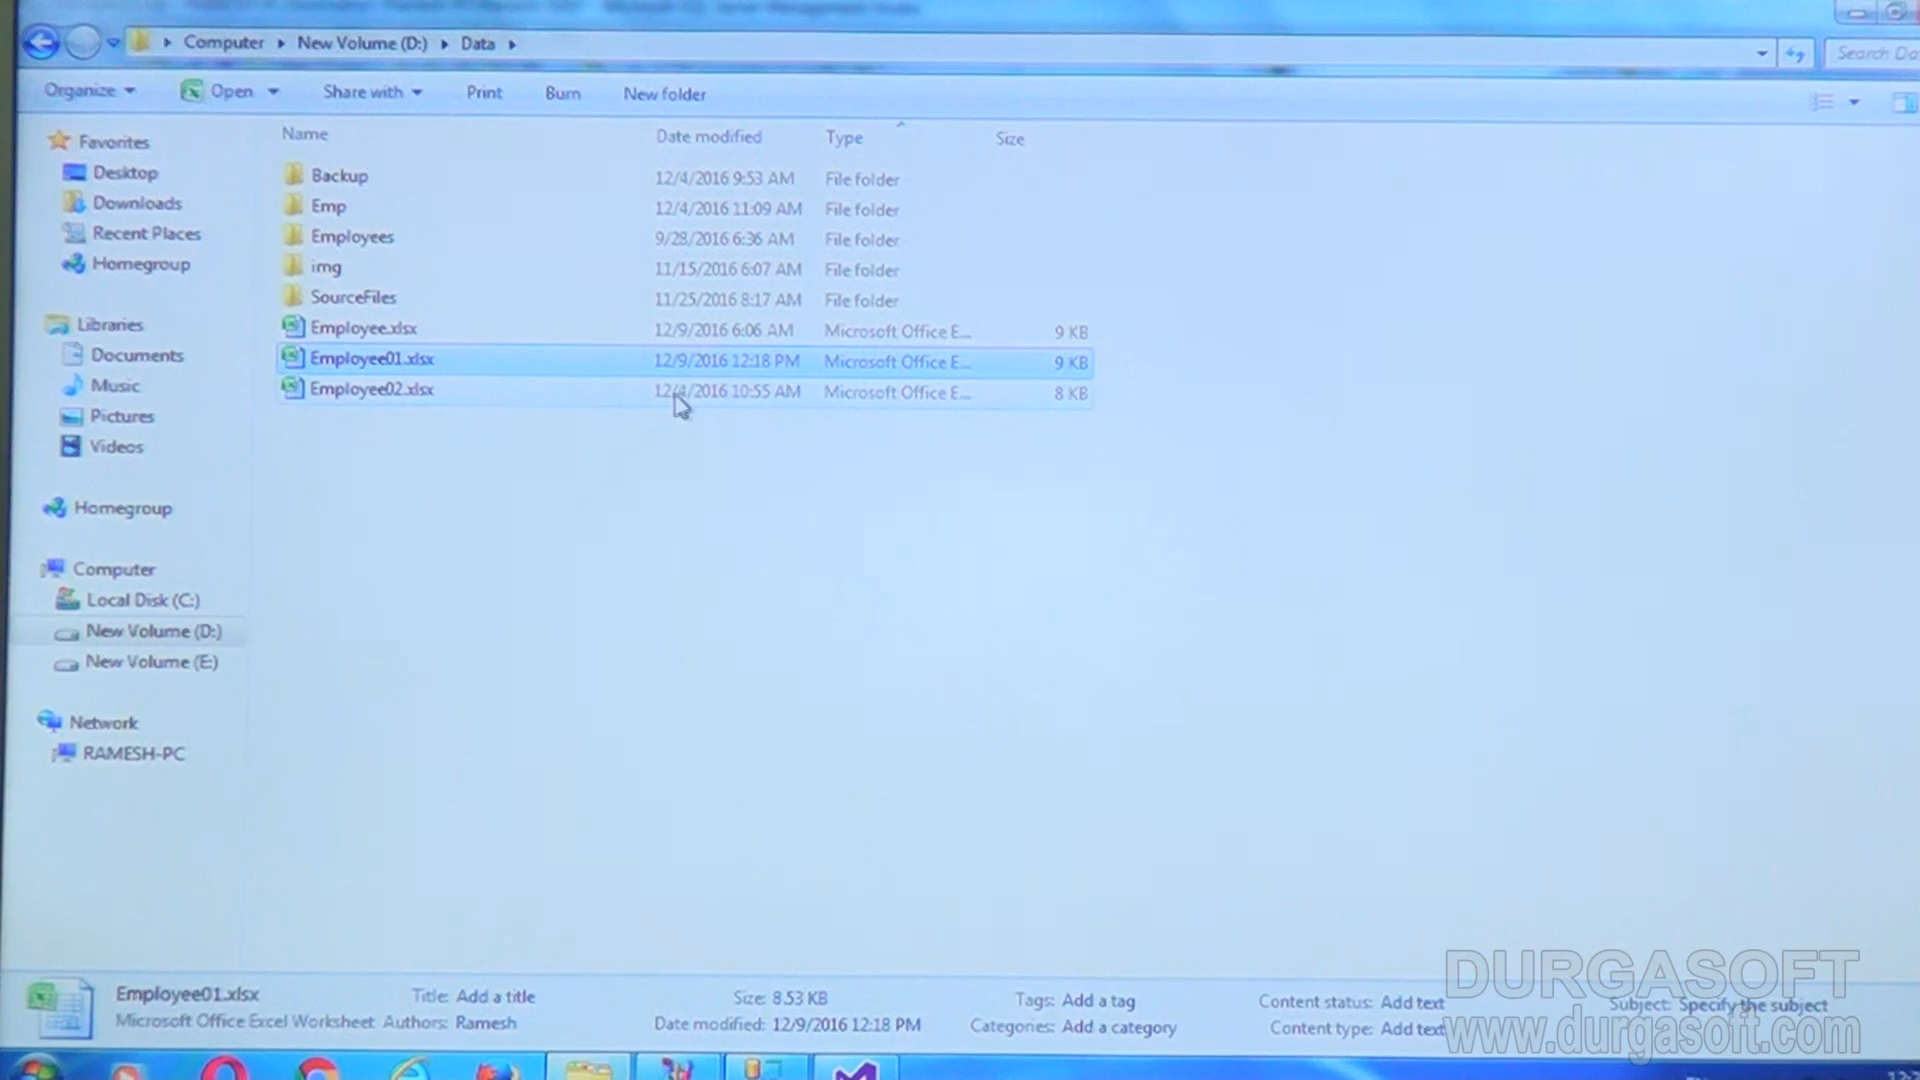 Computer New Volume (D:) Data
Search Da
Organize Open Share with Print Burn New folder
Name Date modified Type Size
Favorites
Desktop
Downloads
Recent Places
Homegroup
Libraries
Documents
Music
Pictures
Videos
Homegroup
Computer
Local Disk (C:)
New Volume (D:)
New Volume (E:)
Network
RAMESH-PC
Backup 12/4/2016 9:53 AM File folder
Emp 12/4/2016 11:09 AM File folder
Employees 9/28/2016 6:36 AM File folder
img 11/15/2016 6:07 AM File folder
SourceFiles 11/25/2016 8:17 AM File folder
Employee.xlsx 12/9/2016 6:06 AM Microsoft Office E... 9 KB
Employee01.xlsx 12/9/2016 12:18 PM Microsoft Office E... 9 KB
Employee02.xlsx 12/4/2016 10:55 AM Microsoft Office E... 8 KB
Employee01.xlsx Title: Add a title Size: 8.53 KB Tags: Add a tag Content status: Add text Subject: Specify the subject
Microsoft Office Excel Worksheet Authors: Ramesh Date modified: 12/9/2016 12:18 PM Categories: Add a category Content type: Add text
DURGASOFT
www.durgasoft.com